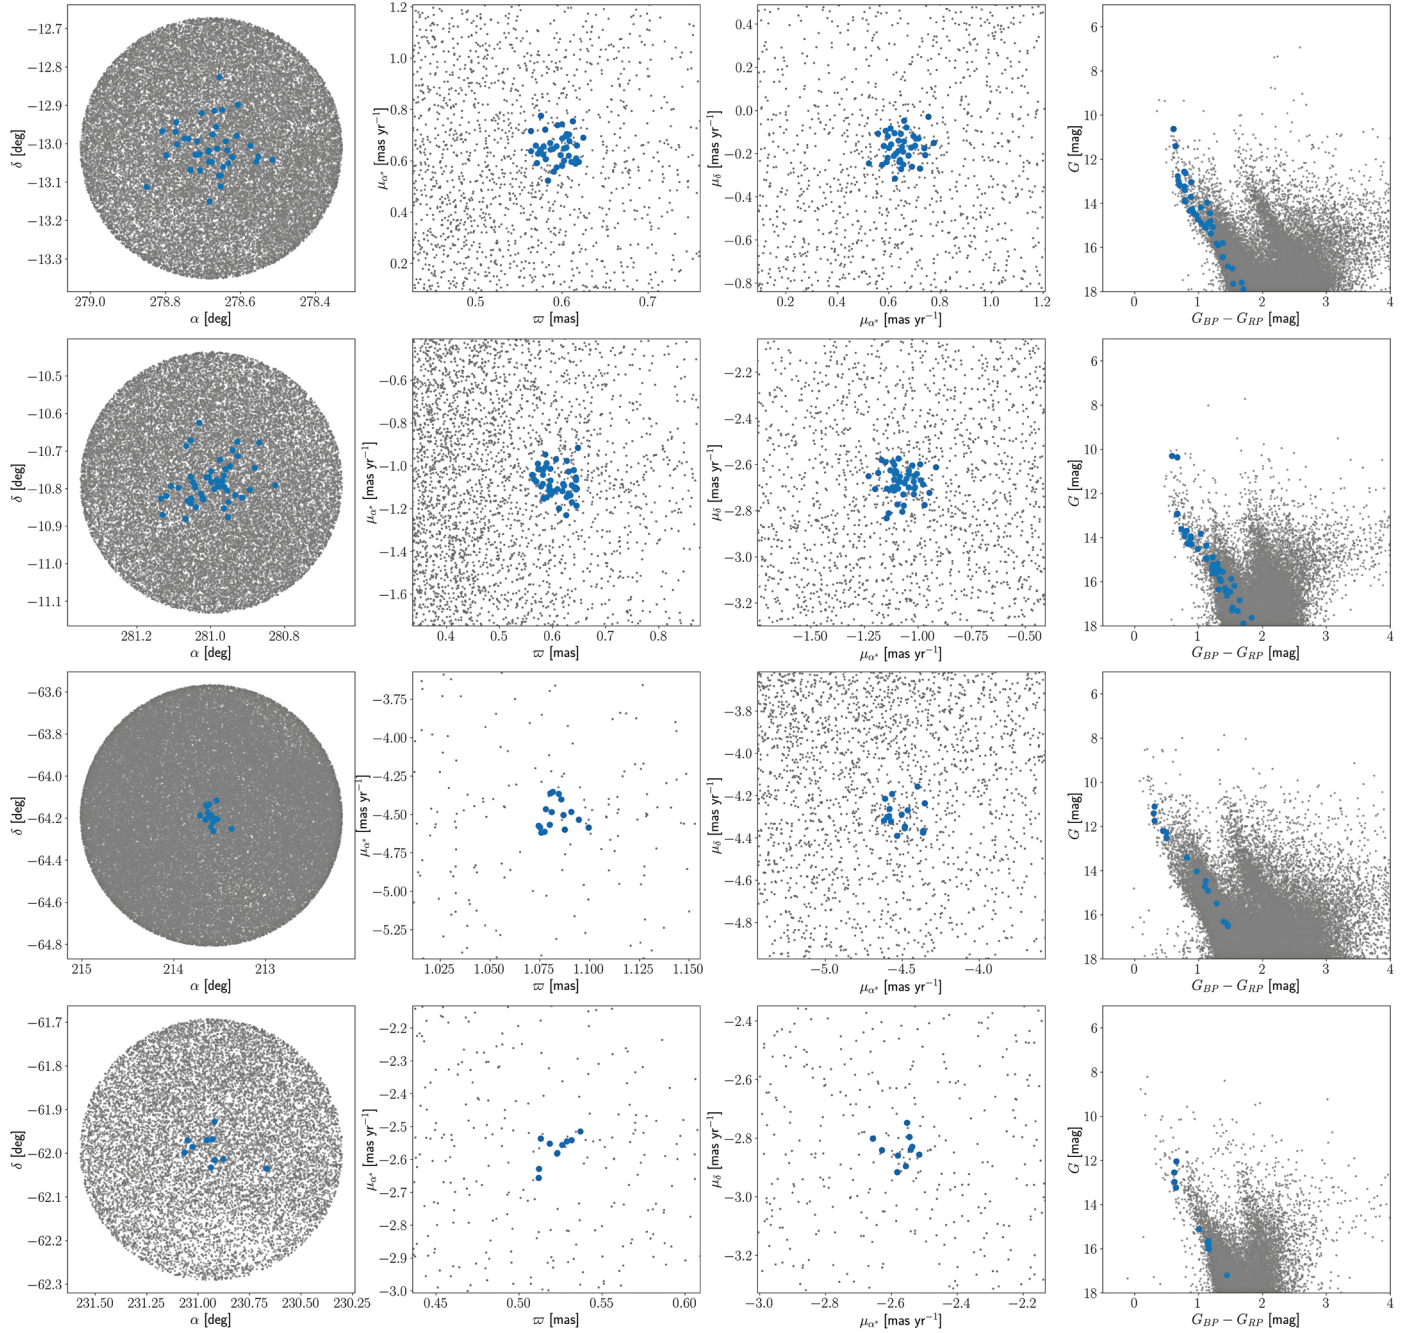 −12.7
−12.8
−12.9
−13.0
−13.1
−13.2
−13.3
δ [deg]
279.0 278.8 278.6 278.4
α [deg]
1.2
1.0
0.8
0.6
0.4
0.2
μα* [mas yr−1]
0.5 0.6 0.7
ϖ [mas]
0.4
0.2
0.0
−0.2
−0.4
−0.6
−0.8
μδ [mas yr−1]
0.2 0.4 0.6 0.8 1.0 1.2
μα* [mas yr−1]
6
8
10
12
14
16
18
G [mag]
0 1 2 3 4
GBP − GRP [mag]
−10.5
−10.6
−10.7
−10.8
−10.9
−11.0
−11.1
δ [deg]
281.2 281.0 280.8
α [deg]
−0.6
−0.8
−1.0
−1.2
−1.4
−1.6
μα* [mas yr−1]
0.4 0.5 0.6 0.7 0.8
ϖ [mas]
−2.2
−2.4
−2.6
−2.8
−3.0
−3.2
μδ [mas yr−1]
−1.50 −1.25 −1.00 −0.75 −0.50
μα* [mas yr−1]
6
8
10
12
14
16
18
G [mag]
0 1 2 3 4
GBP − GRP [mag]
−63.6
−63.8
−64.0
−64.2
−64.4
−64.6
−64.8
δ [deg]
215 214 213
α [deg]
−3.75
−4.00
−4.25
−4.50
−4.75
−5.00
−5.25
μα* [mas yr−1]
1.025 1.050 1.075 1.100 1.125 1.150
ϖ [mas]
−3.8
−4.0
−4.2
−4.4
−4.6
−4.8
μδ [mas yr−1]
−5.0 −4.5 −4.0
μα* [mas yr−1]
6
8
10
12
14
16
18
G [mag]
0 1 2 3 4
GBP − GRP [mag]
−61.7
−61.8
−61.9
−62.0
−62.1
−62.2
−62.3
δ [deg]
231.50 231.25 231.00 230.75 230.50 230.25
α [deg]
−2.2
−2.3
−2.4
−2.5
−2.6
−2.7
−2.8
−2.9
−3.0
μα* [mas yr−1]
0.45 0.50 0.55 0.60
ϖ [mas]
−2.4
−2.6
−2.8
−3.0
−3.2
μδ [mas yr−1]
−3.0 −2.8 −2.6 −2.4 −2.2
μα* [mas yr−1]
6
8
10
12
14
16
18
G [mag]
0 1 2 3 4
GBP − GRP [mag]